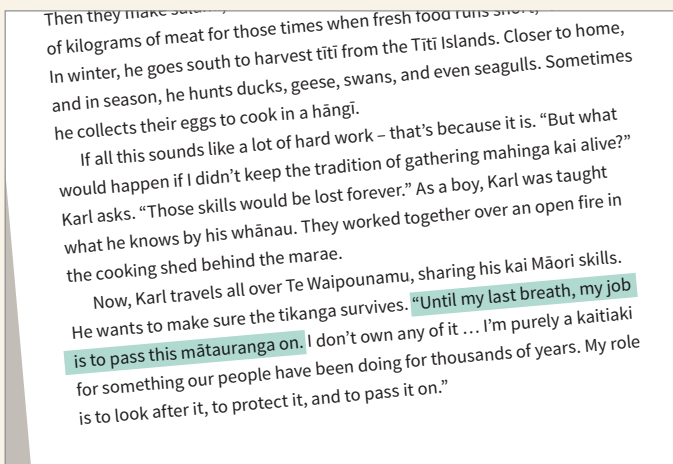 Then they make
of kilograms of meat for those times when fresh food runs short,
In winter, he goes south to harvest tītī from the Tītī Islands. Closer to home,
and in season, he hunts ducks, geese, swans, and even seagulls. Sometimes
he collects their eggs to cook in a hāngī.
If all this sounds like a lot of hard work – that’s because it is. “But what
would happen if I didn’t keep the tradition of gathering mahinga kai alive?”
Karl asks. “Those skills would be lost forever.” As a boy, Karl was taught
what he knows by his whānau. They worked together over an open fire in
the cooking shed behind the marae.
Now, Karl travels all over Te Waipounamu, sharing his kai Māori skills.
He wants to make sure the tikanga survives. “Until my last breath, my job
is to pass this mātauranga on. I don’t own any of it … I’m purely a kaitiaki
for something our people have been doing for thousands of years. My role
is to look after it, to protect it, and to pass it on.”